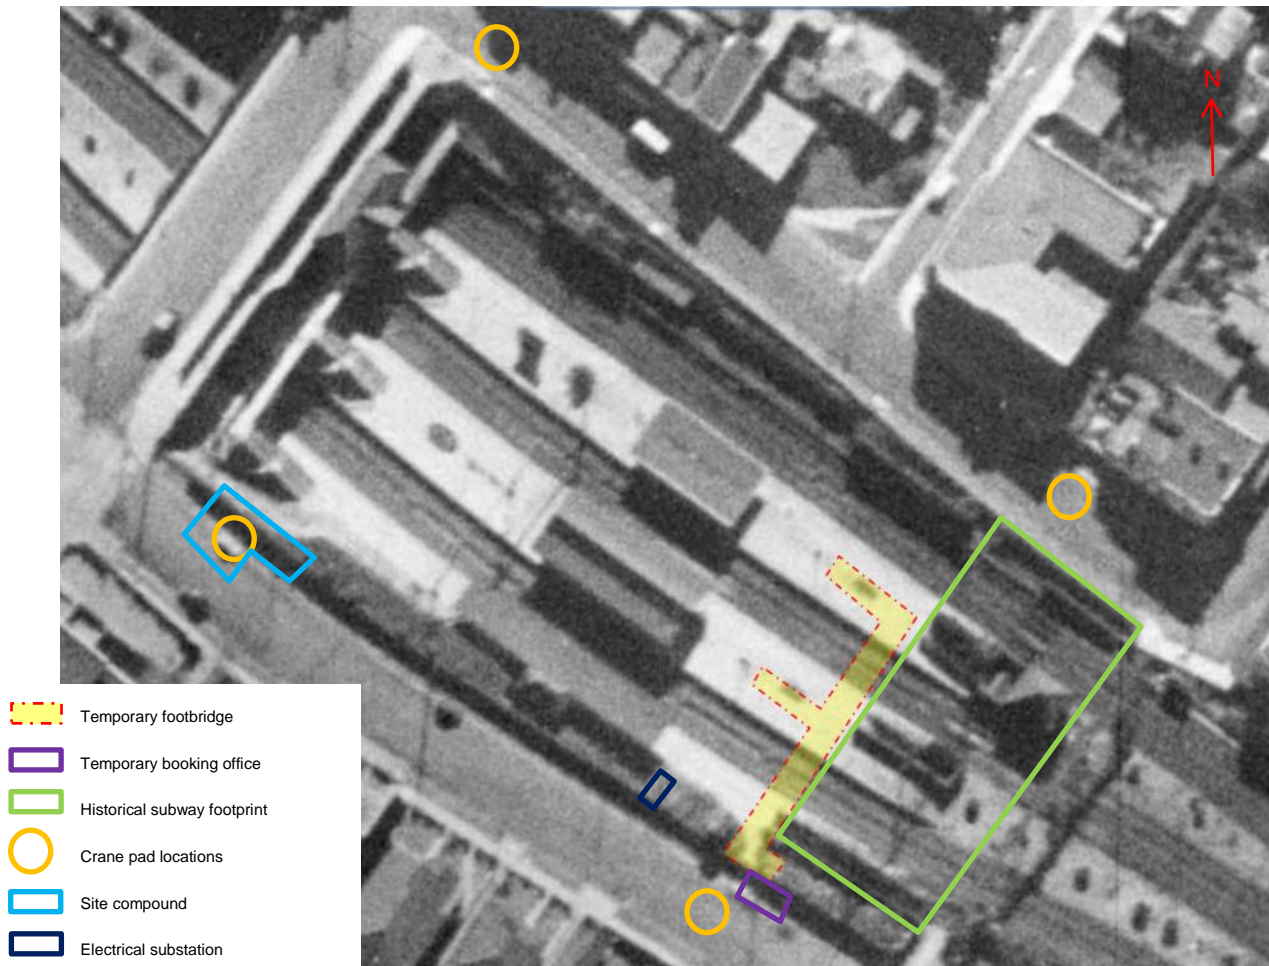 N
Temporary footbridge
Temporary booking office
Historical subway footprint
Crane pad locations
Site compound
Electrical substation